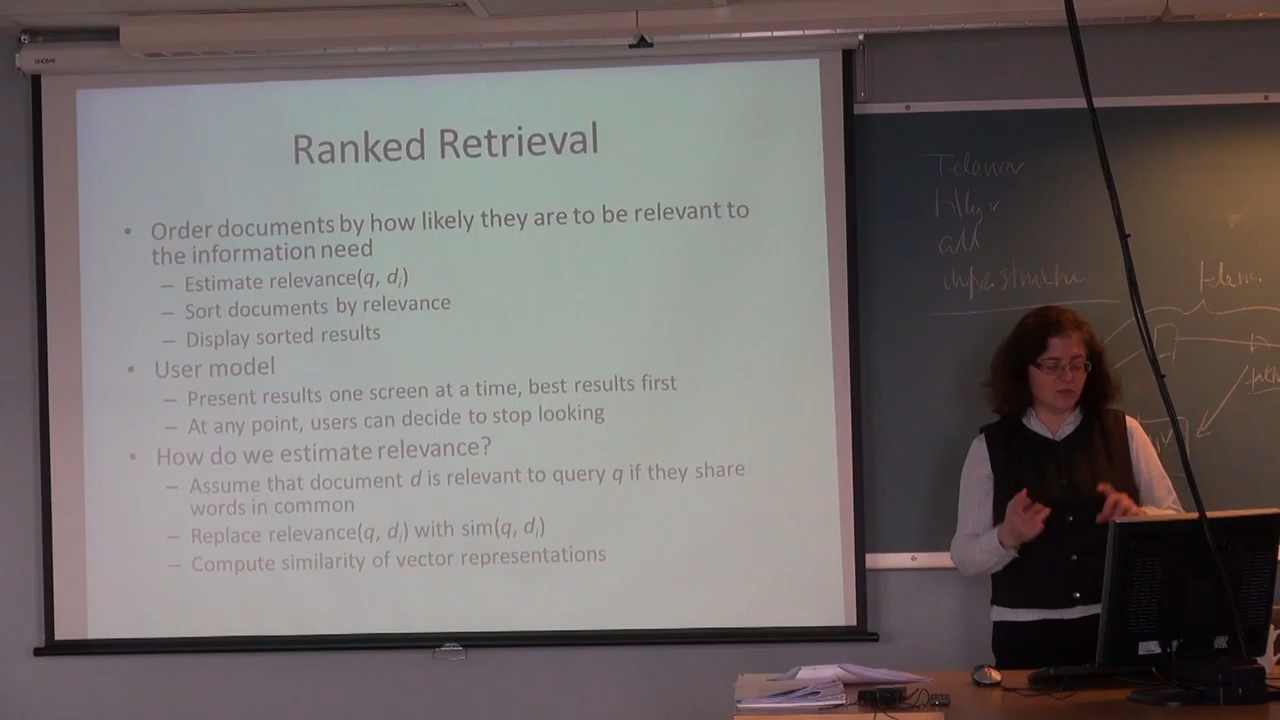 Ranked Retrieval
• Order documents by how likely they are to be relevant to
the information need
– Estimate relevance(q, dᵢ)
– Sort documents by relevance
– Display sorted results
• User model
– Present results one screen at a time, best results first
– At any point, users can decide to stop looking
• How do we estimate relevance?
– Assume that document d is relevant to query q if they share
words in common
– Replace relevance(q, dᵢ) with sim(q, dᵢ)
– Compute similarity of vector representations
Telenor
all